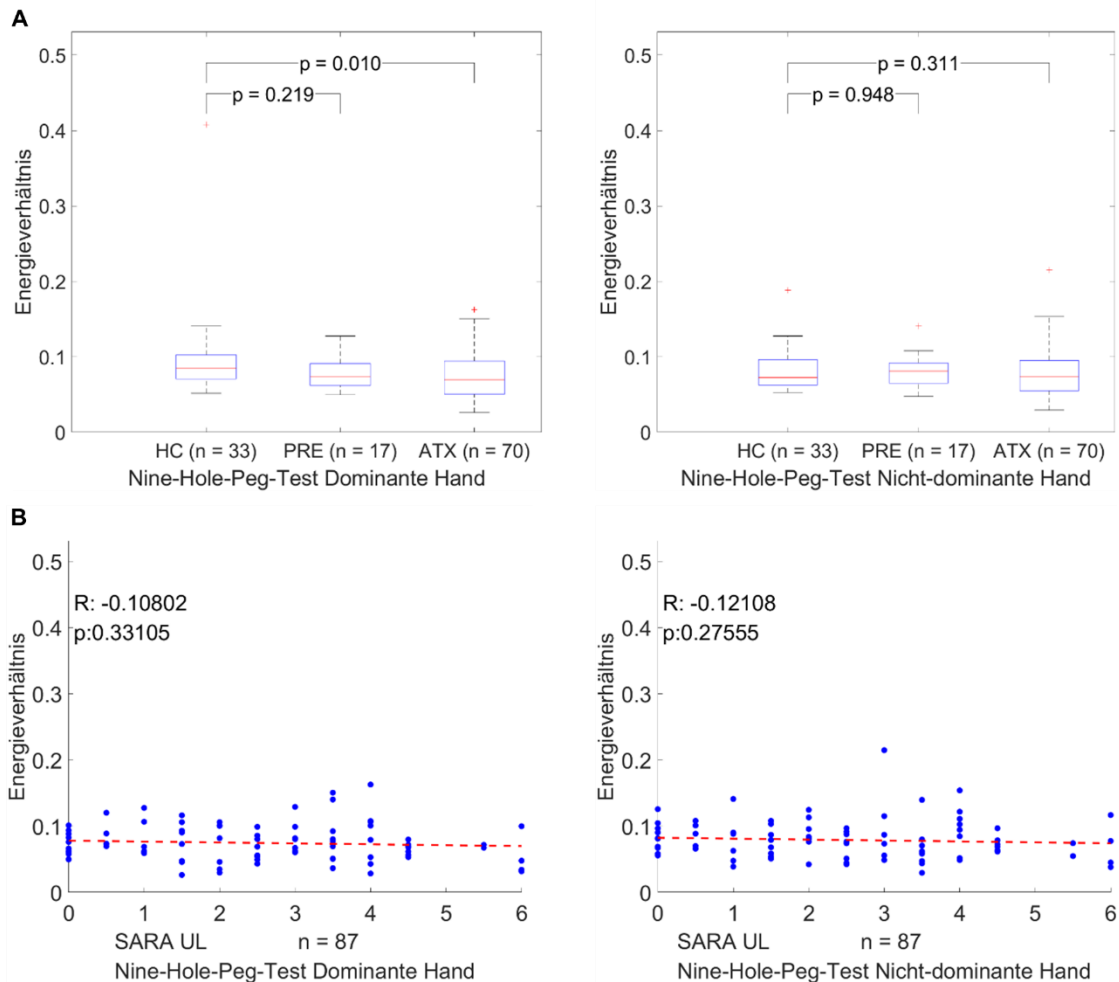 A
Energieverhältnis
0.5
0.4
0.3
0.2
0.1
0
p = 0.010
p = 0.219
HC (n = 33) PRE (n = 17) ATX (n = 70)
Nine-Hole-Peg-Test Dominante Hand
Energieverhältnis
0.5
0.4
0.3
0.2
0.1
0
p = 0.311
p = 0.948
HC (n = 33) PRE (n = 17) ATX (n = 70)
Nine-Hole-Peg-Test Nicht-dominante Hand
B
Energieverhältnis
0.5
0.4
0.3
0.2
0.1
0
R: -0.10802
p:0.33105
0 1 2 3 4 5 6
SARA UL n = 87
Nine-Hole-Peg-Test Dominante Hand
Energieverhältnis
0.5
0.4
0.3
0.2
0.1
0
R: -0.12108
p:0.27555
0 1 2 3 4 5 6
SARA UL n = 87
Nine-Hole-Peg-Test Nicht-dominante Hand